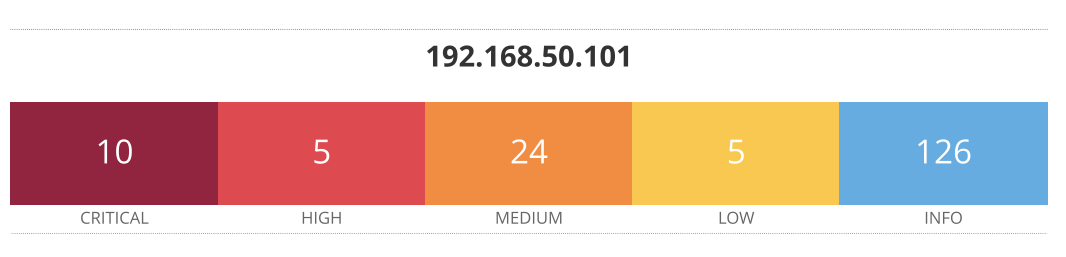 192.168.50.101
10 5 24 5 126
CRITICAL HIGH MEDIUM LOW INFO